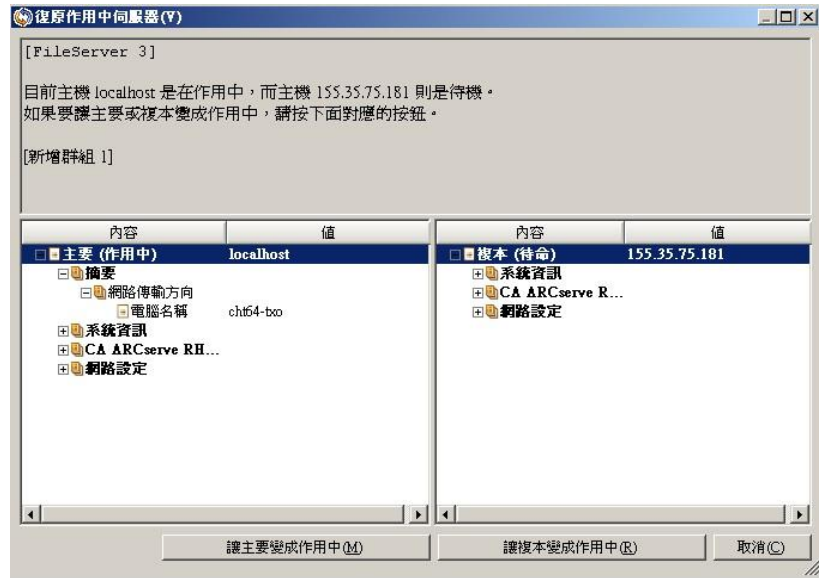 復原作用中伺服器(V)
[FileServer 3]
目前主機 localhost 是在作用中，而主機 155.35.75.181 則是待機。
如果要讓主要或複本變成作用中，請按下面對應的按鈕。
[新增群組 1]
內容 值
主要 (作用中) localhost
摘要
網路傳輸方向
電腦名稱 cht64-txo
系統資訊
CA ARCserve RH...
網路設定
內容 值
複本 (待命) 155.35.75.181
系統資訊
CA ARCserve R...
網路設定
讓主要變成作用中(M) 讓複本變成作用中(R) 取消(C)